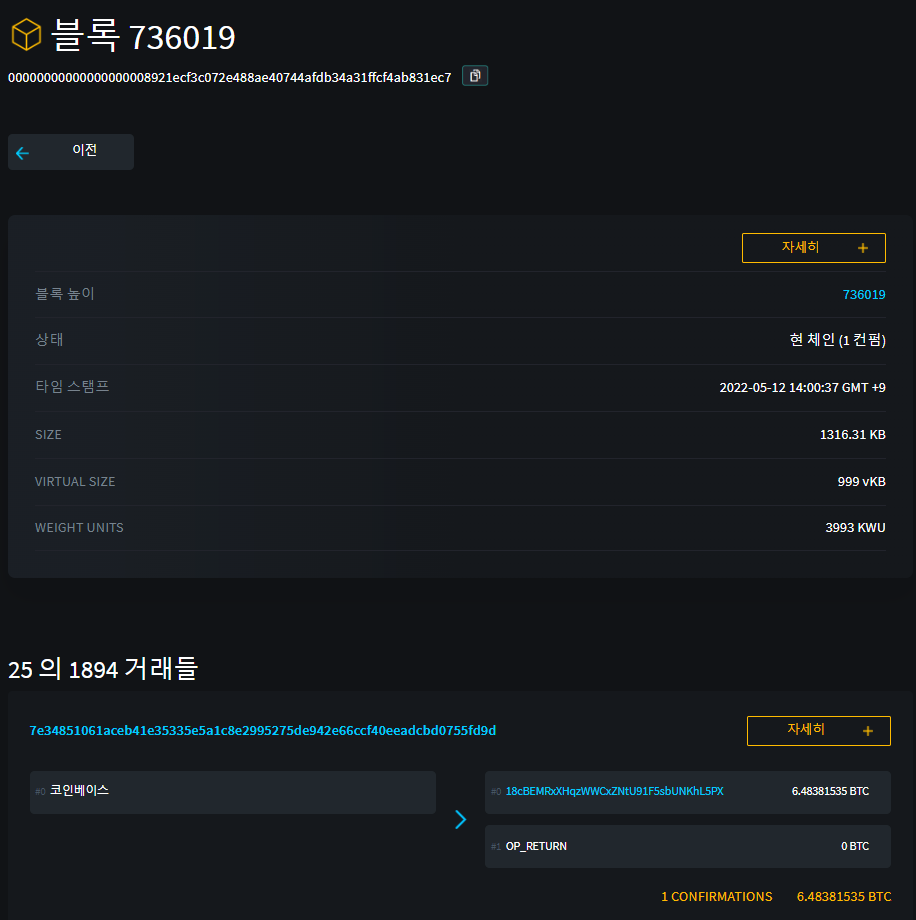 블록 736019
00000000000000000008921ecf3c072e488ae40744afdb34a31ffcf4ab831ec7
이전
자세히 +
블록 높이 736019
상태 현 체인 (1 컨펌)
타임 스탬프 2022-05-12 14:00:37 GMT +9
SIZE 1316.31 KB
VIRTUAL SIZE 999 vKB
WEIGHT UNITS 3993 KWU
25 의 1894 거래들
7e34851061aceb41e35335e5a1c8e2995275de942e66ccf40eeadcbd0755fd9d 자세히 +
#0 코인베이스
#0 18cBEMRxXHqzWWCxZNtU91F5sbUNKhL5PX 6.48381535 BTC
#1 OP_RETURN 0 BTC
1 CONFIRMATIONS 6.48381535 BTC